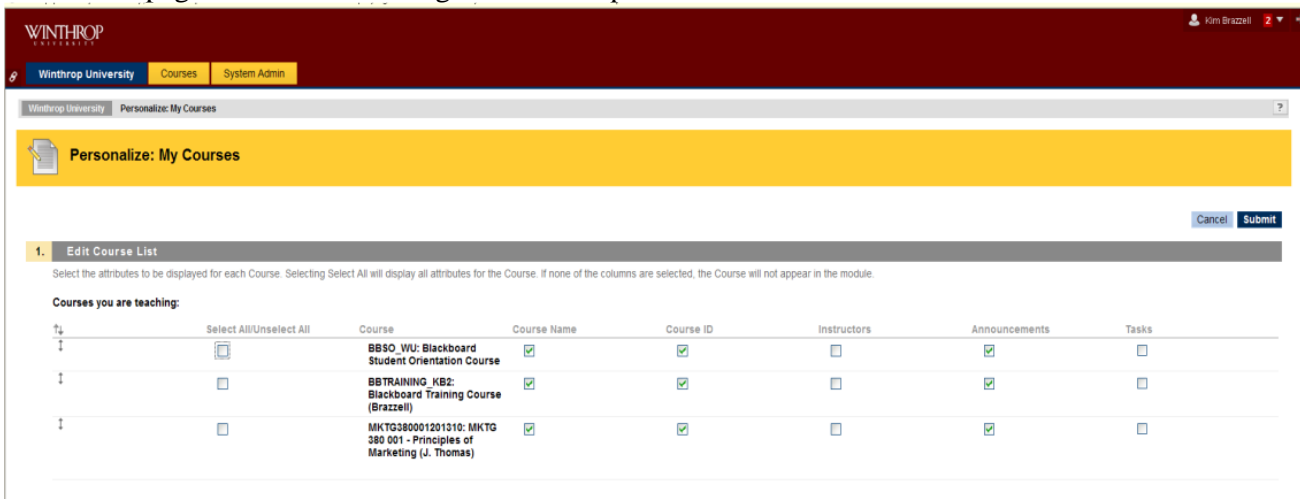 WINTHROP
UNIVERSITY
Kim Brazzell 2
Winthrop University Courses System Admin
Winthrop University Personalize: My Courses ?
Personalize: My Courses
Cancel Submit
1. Edit Course List
Select the attributes to be displayed for each Course. Selecting Select All will display all attributes for the Course. If none of the columns are selected, the Course will not appear in the module.
Courses you are teaching:
Select All/Unselect All Course Course Name Course ID Instructors Announcements Tasks
BBSO_WU: Blackboard
Student Orientation Course
BBTRAINING_KB2:
Blackboard Training Course
(Brazzell)
MKTG380001201310: MKTG
380 001 - Principles of
Marketing (J. Thomas)